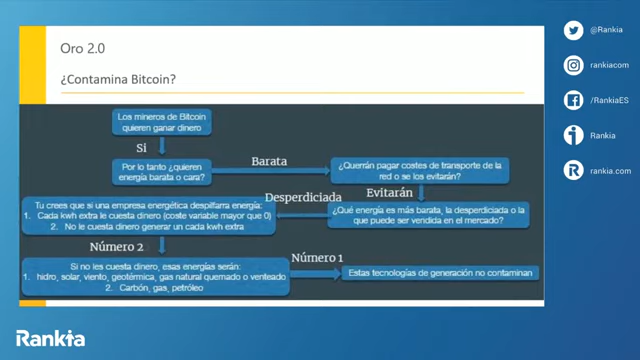 Oro 2.0
¿Contamina Bitcoin?
Los mineros de Bitcoin
quieren ganar dinero
Si
Por lo tanto ¿quieren
energía barata o cara?
Barata
¿Querrán pagar costes de transporte de la
red o se los evitarán?
Evitarán
¿Qué energía es más barata, la desperdiciada o la
que puede ser vendida en el mercado?
Desperdiciada
Tu crees que si una empresa energética despilfarra energía:
1. Cada kwh extra le cuesta dinero (coste variable mayor que 0)
2. No le cuesta dinero generar un cada kwh extra
Número 2
Si no les cuesta dinero, esas energías serán:
1. hidro, solar, viento, geotérmica, gas natural quemado o venteado
2. Carbón, gas, petróleo
Número 1
Estas tecnologías de generación no contaminan
@Rankia
rankiacom
/RankiaES
Rankia
rankia.com
Rankia